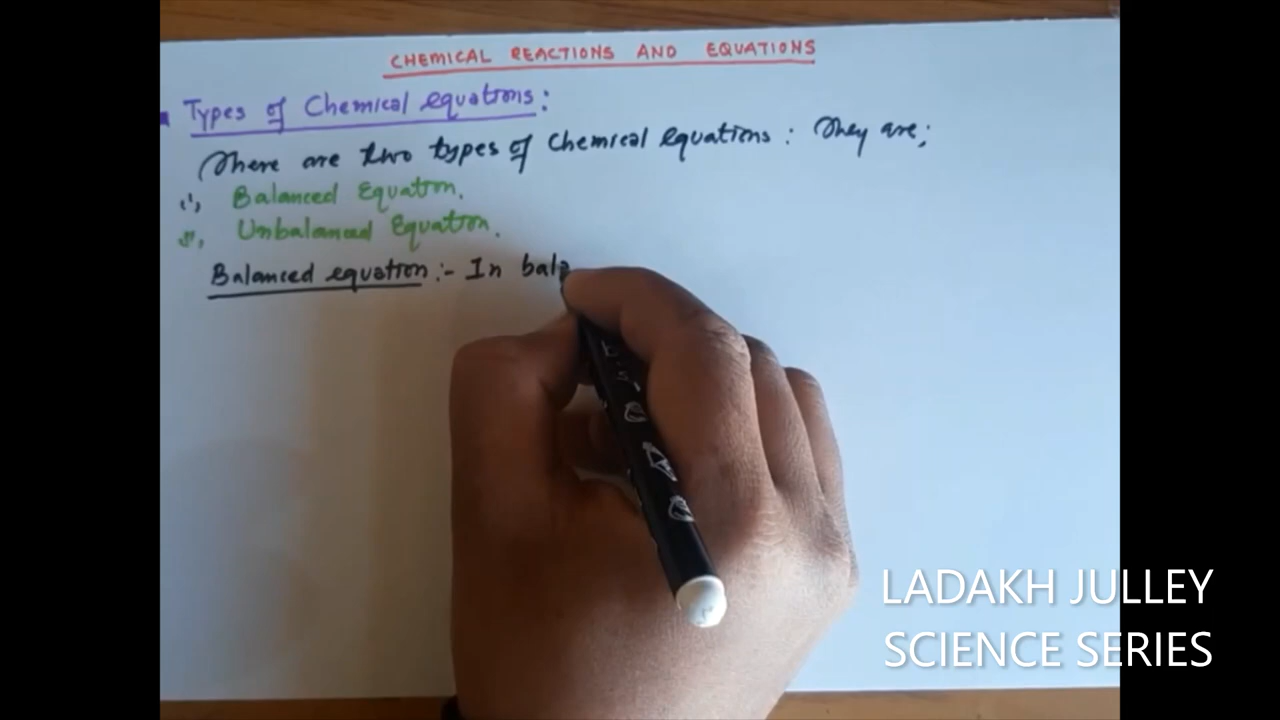 CHEMICAL REACTIONS AND EQUATIONS
Types of Chemical equations:
There are two types of Chemical equations: They are;
(i), Balanced Equation.
ii, Unbalanced Equation.
Balanced equation:- In bala
LADAKH JULLEY
SCIENCE SERIES